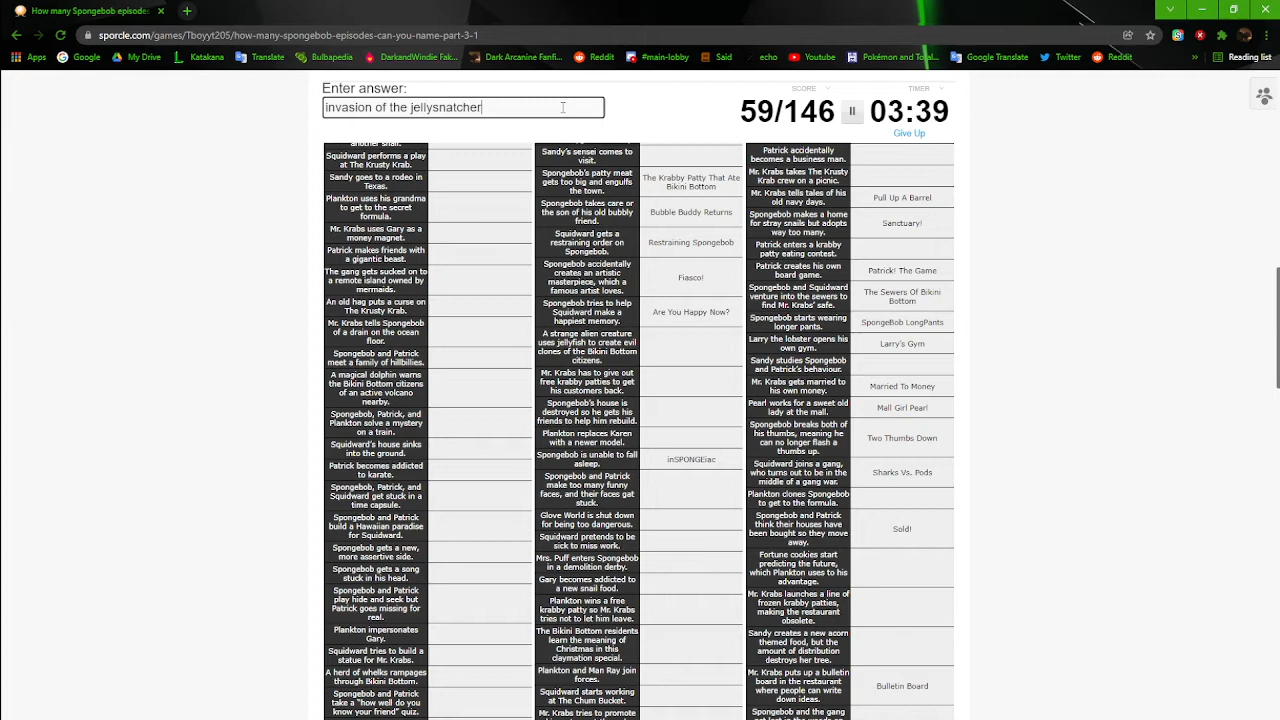 How many Spongebob episodes
sporcle.com/games/Tboyyt205/how-many-spongebob-episodes-can-you-name-part-3-1
Apps
Google
My Drive
Katakana
Bulbapedia
DarkandWindie Fak...
Dark Arcanine Fanfi...
Reddit
#main-lobby
Said
echo
YouTube
Pokémon and Total...
Google Translate
Twitter
Reddit
»
Reading list
Enter answer:
invasion of the jellysnatcher
SCORE
59/146
TIMER
03:39
Give Up
another snail.
Squidward performs a play
at The Krusty Krab.
Sandy goes to a rodeo in
Texas.
Plankton uses his grandma
to get to the secret
formula.
Mr. Krabs uses Gary as a
money magnet.
Patrick makes friends with
a gigantic beast.
The gang gets sucked on to
a remote island owned by
mermaids.
An old hag puts a curse on
The Krusty Krab.
Mr. Krabs tells Spongebob
of a drain on the ocean
floor.
Spongebob and Patrick
meet a family of hillbillies.
A magical dolphin warns
the Bikini Bottom citizens
of an active volcano
nearby.
Spongebob, Patrick, and
Plankton solve a mystery
on a train.
Squidward's house sinks
into the ground.
Patrick becomes addicted
to karate.
Spongebob, Patrick, and
Squidward get stuck in a
time capsule.
Spongebob and Patrick
build a Hawaiian paradise
for Squidward.
Spongebob gets a new,
more assertive side.
Spongebob gets a song
stuck in his head.
Spongebob and Patrick
play hide and seek but
Patrick goes missing for
real.
Plankton impersonates
Gary.
Squidward tries to build a
statue for Mr. Krabs.
A herd of whelks rampages
through Bikini Bottom.
Spongebob and Patrick
take a "how well do you
know your friend" quiz.
Sandy's sensei comes to
visit.
Spongebob's patty meat
gets too big and engulfs
the town.
The Krabby Patty That Ate
Bikini Bottom
Spongebob takes care or
the son of his old bubbly
friend.
Bubble Buddy Returns
Squidward gets a
restraining order on
Spongebob.
Restraining Spongebob
Spongebob accidentally
creates an artistic
masterpiece, which a
famous artist loves.
Fiasco!
Spongebob tries to help
Squidward make a
happiest memory.
Are You Happy Now?
A strange alien creature
uses jellyfish to create evil
clones of the Bikini Bottom
citizens.
Mr. Krabs has to give out
free krabby patties to get
his customers back.
Spongebob's house is
destroyed so he gets his
friends to help him rebuild.
Plankton replaces Karen
with a newer model.
Spongebob is unable to fall
asleep.
inSPONGEiac
Spongebob and Patrick
make too many funny
faces, and their faces get
stuck.
Glove World is shut down
for being too dangerous.
Squidward pretends to be
sick to miss work.
Mrs. Puff enters Spongebob
in a demolition derby.
Gary becomes addicted to
a new snail food.
Plankton wins a free
krabby patty so Mr. Krabs
tries not to let him leave.
The Bikini Bottom residents
learn the meaning of
Christmas in this
claymation special.
Plankton and Man Ray join
forces.
Squidward starts working
at The Chum Bucket.
Mr. Krabs tries to promote
Patrick accidentally
becomes a business man.
Mr. Krabs takes The Krusty
Krab crew on a picnic.
Mr. Krabs tells tales of his
old navy days.
Pull Up A Barrel
Spongebob makes a home
for stray snails but adopts
way too many.
Sanctuary!
Patrick enters a krabby
patty eating contest.
Patrick creates his own
board game.
Patrick! The Game
Spongebob and Squidward
venture into the sewers to
find Mr. Krabs' safe.
The Sewers Of Bikini
Bottom
Spongebob starts wearing
longer pants.
SpongeBob LongPants
Larry the lobster opens his
own gym.
Larry's Gym
Sandy studies Spongebob
and Patrick's behaviour.
Mr. Krabs gets married to
his own money.
Married To Money
Pearl works for a sweet old
lady at the mall.
Mall Girl Pearl
Spongebob breaks both of
his thumbs, meaning he
can no longer flash a
thumbs up.
Two Thumbs Down
Squidward joins a gang,
who turns out to be in the
middle of a gang war.
Sharks Vs. Pods
Plankton clones Spongebob
to get to the formula.
Spongebob and Patrick
think their houses have
been bought so they move
away.
Sold!
Fortune cookies start
predicting the future,
which Plankton uses to his
advantage.
Mr. Krabs launches a line of
frozen krabby patties,
making the restaurant
obsolete.
Sandy creates a new acorn
themed food, but the
amount of distribution
destroys her tree.
Mr. Krabs puts up a bulletin
board in the restaurant
where people can write
down ideas.
Bulletin Board
Spongebob and the gang